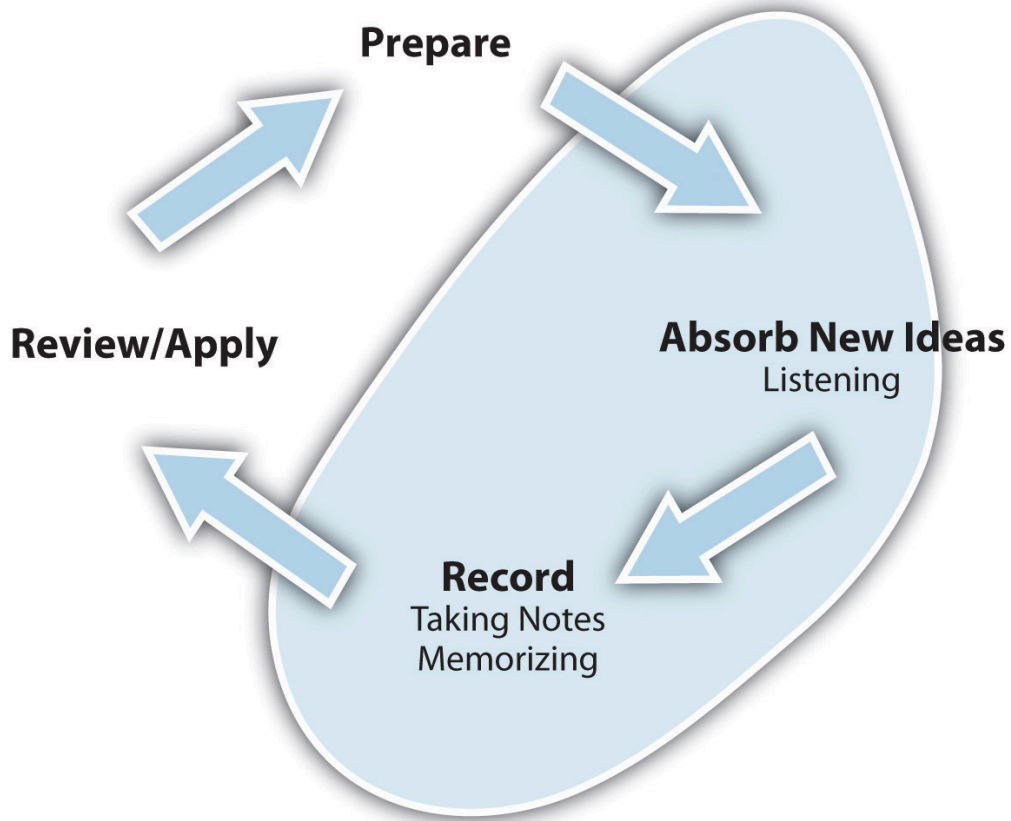 Prepare
Absorb New Ideas
Listening
Record
Taking Notes
Memorizing
Review/Apply